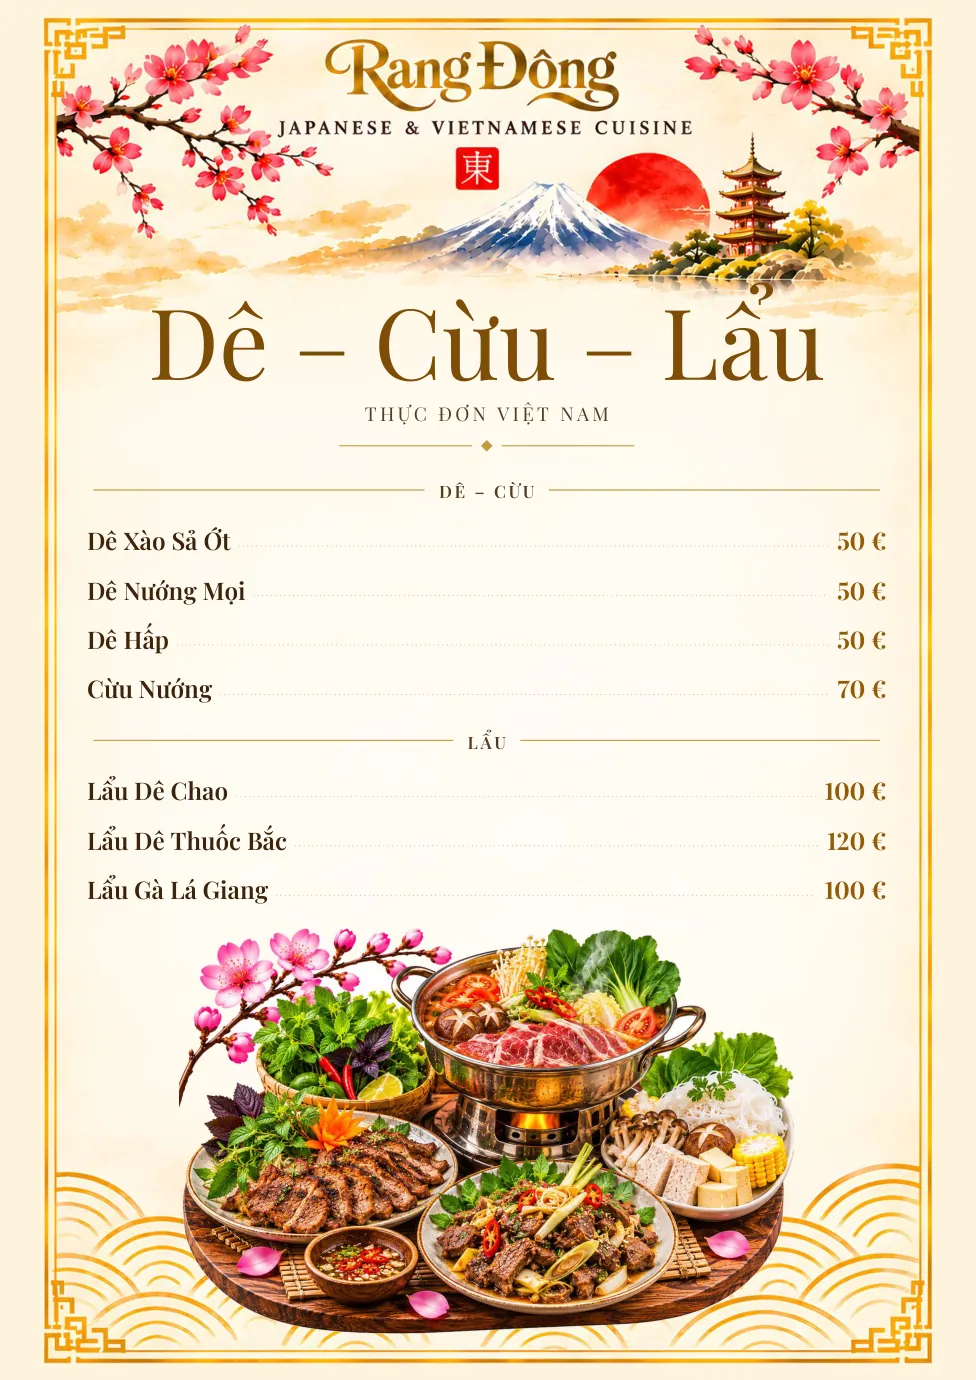 Rạng Đông
JAPANESE & VIETNAMESE CUISINE
東
Dê – Cừu – Lẩu
THỰC ĐƠN VIỆT NAM
DÊ – CỪU
Dê Xào Sả Ớt 50 €
Dê Nướng Mọi 50 €
Dê Hấp 50 €
Cừu Nướng 70 €
LẨU
Lẩu Dê Chao 100 €
Lẩu Dê Thuốc Bắc 120 €
Lẩu Gà Lá Giang 100 €